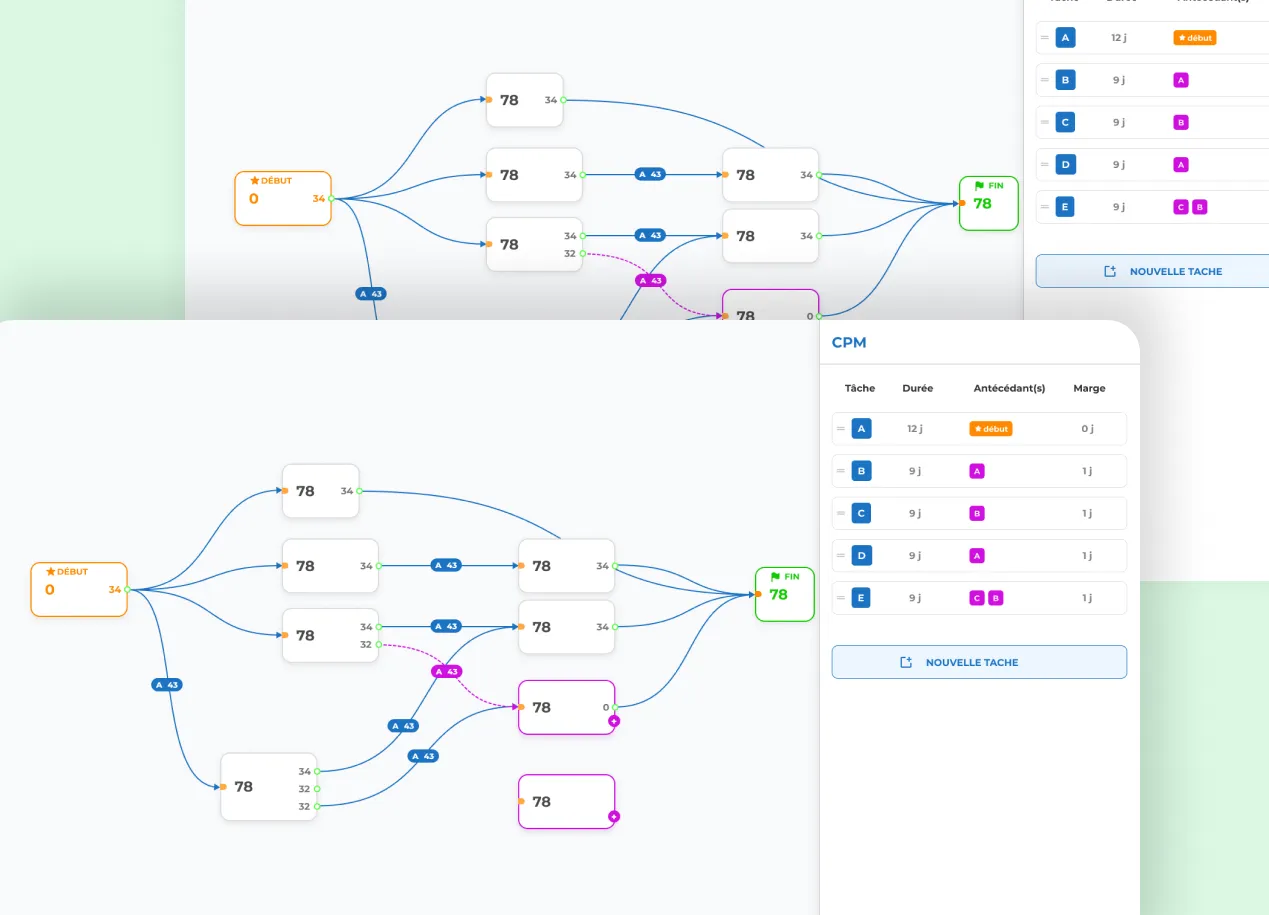 A 12 j début
B 9 j A
78 34
C 9 j B
D 9 j A
78 34 A 43 78 34
DÉBUT
0 34
FIN
78
E 9 j C B
78 34 32 A 43 78 34
NOUVELLE TACHE
A 43
A 43
78 0
CPM
Tâche Durée Antécédant(s) Marge
A 12 j début 0 j
B 9 j A 1 j
78 34
C 9 j B 1 j
D 9 j A 1 j
78 34 A 43 78 34
DÉBUT
0 34
FIN
78
E 9 j C B 1 j
78 34 32 A 43 78 34
NOUVELLE TACHE
A 43
A 43
78 0
A 43
A 43
78 34 32 32
78